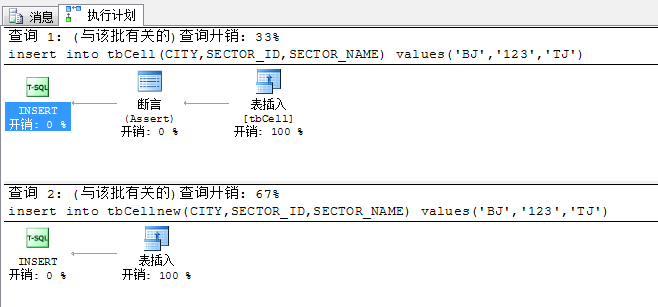 消息 执行计划
查询 1: (与该批有关的)查询开销: 33%
insert into tbCell(CITY,SECTOR_ID,SECTOR_NAME) values('BJ','123','TJ')
T-SQL
INSERT
开销: 0 %
断言
(Assert)
开销: 0 %
表插入
[tbCell]
开销: 100 %
查询 2: (与该批有关的)查询开销: 67%
insert into tbCellnew(CITY,SECTOR_ID,SECTOR_NAME) values('BJ','123','TJ')
T-SQL
INSERT
开销: 0 %
表插入
开销: 100 %